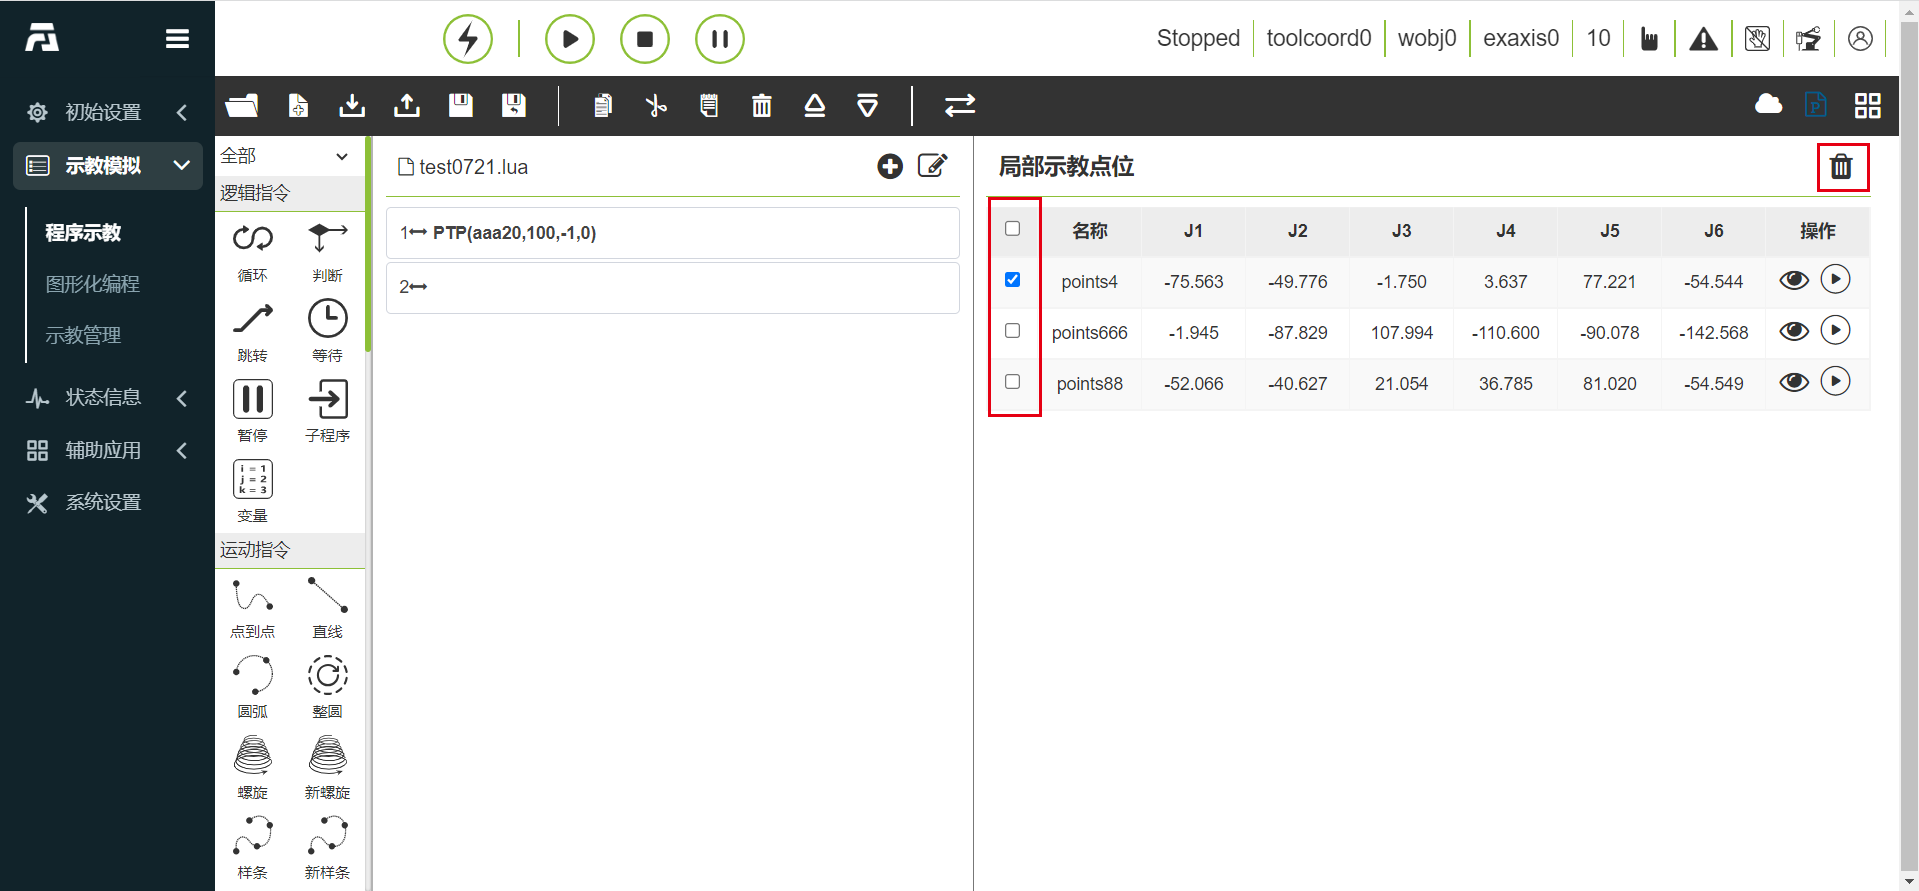 Stopped toolcoord0 wobj0 exaxis0 10
初始设置
示教模拟
程序示教
图形化编程
示教管理
状态信息
辅助应用
系统设置
全部
逻辑指令
循环 判断
跳转 等待
暂停 子程序
i = 1
j = 2
k = 3
变量
运动指令
点到点 直线
圆弧 整圆
螺旋 新螺旋
样条 新样条
test0721.lua
1 PTP(aaa20,100,-1,0)
2
局部示教点位
名称 J1 J2 J3 J4 J5 J6 操作
points4 -75.563 -49.776 -1.750 3.637 77.221 -54.544
points666 -1.945 -87.829 107.994 -110.600 -90.078 -142.568
points88 -52.066 -40.627 21.054 36.785 81.020 -54.549
P